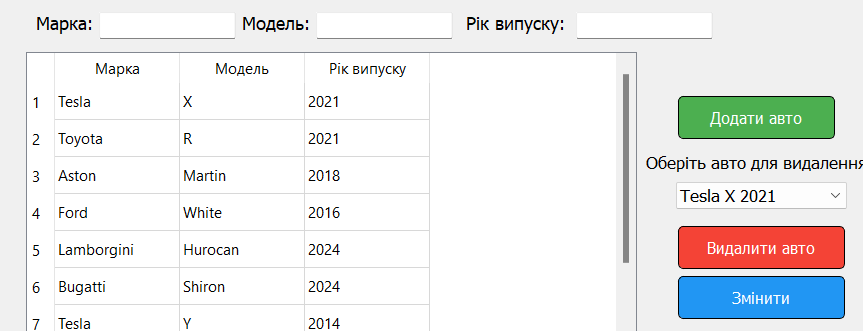 Марка: Модель: Рік випуску:
Марка Модель Рік випуску
1 Tesla X 2021
2 Toyota R 2021
3 Aston Martin 2018
4 Ford White 2016
5 Lamborgini Hurocan 2024
6 Bugatti Shiron 2024
7 Tesla Y 2014
Додати авто
Оберіть авто для видалення
Tesla X 2021
Видалити авто
Змінити